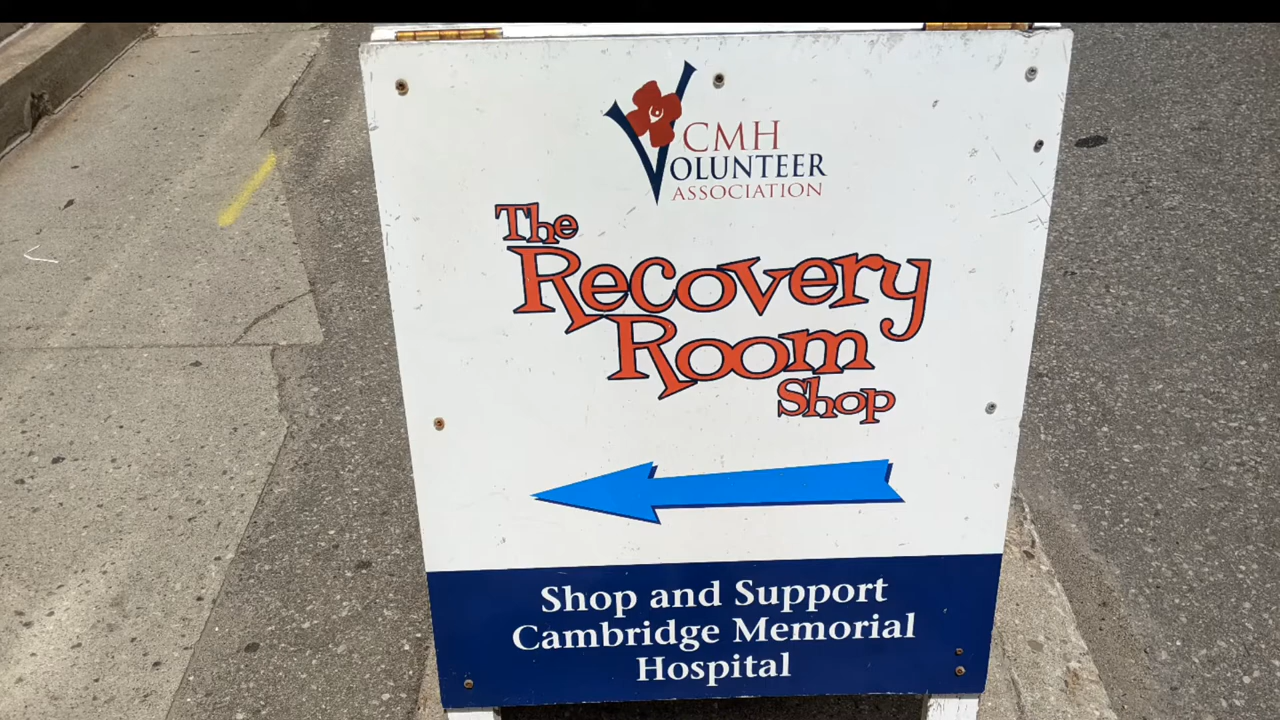 CMH
VOLUNTEER
ASSOCIATION
The
Recovery
Room
Shop
Shop and Support
Cambridge Memorial
Hospital